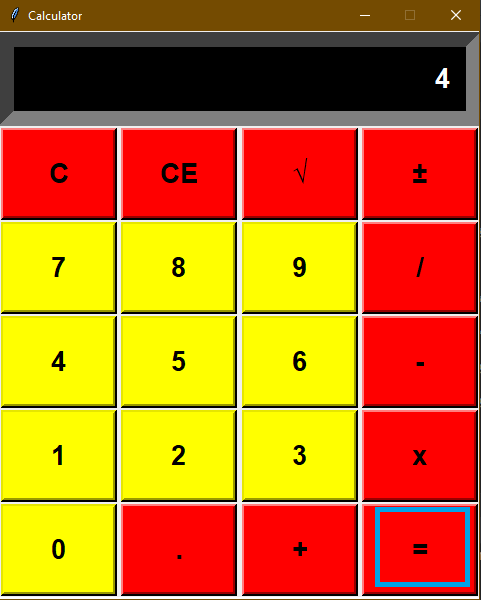 Calculator
4
C CE √ ±
7 8 9 /
4 5 6 -
1 2 3 x
0 . + =